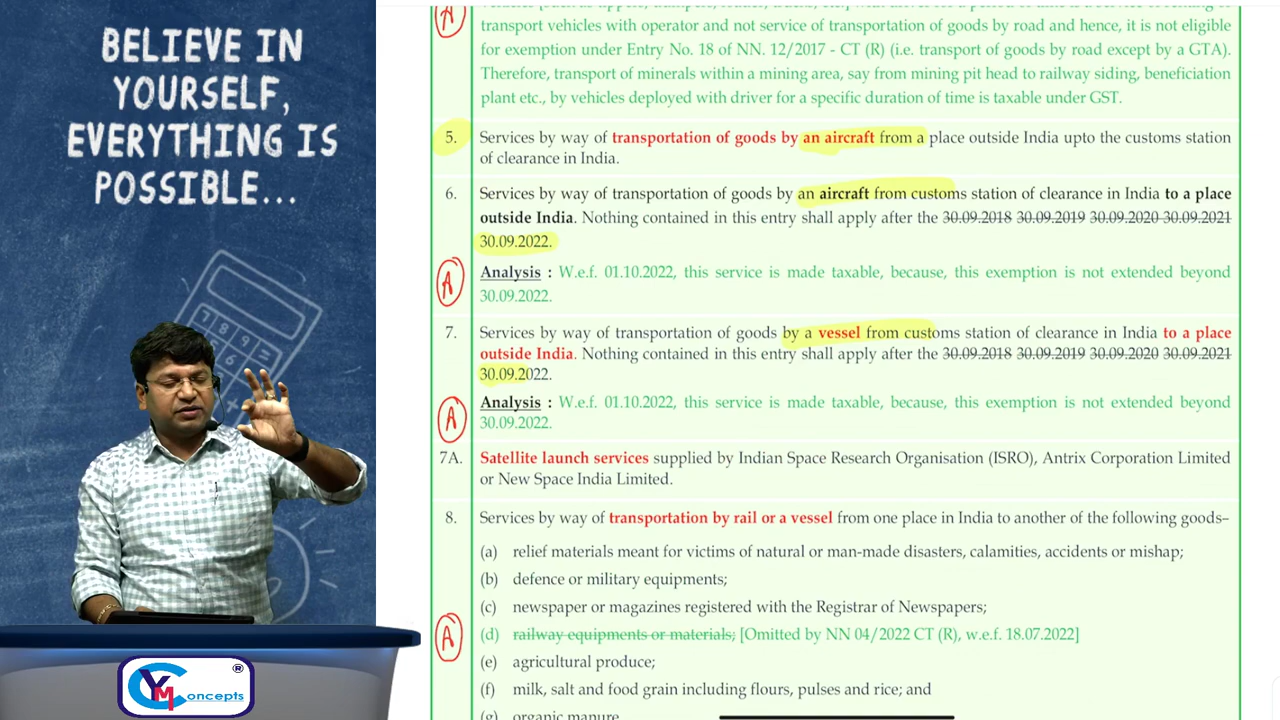 BELIEVE IN
YOURSELF,
EVERYTHING IS
POSSIBLE...
7 8 9
YM Concepts ®
A
transport vehicles with operator and not service of transportation of goods by road and hence, it is not eligible
for exemption under Entry No. 18 of NN. 12/2017 - CT (R) (i.e. transport of goods by road except by a GTA).
Therefore, transport of minerals within a mining area, say from mining pit head to railway siding, beneficiation
plant etc., by vehicles deployed with driver for a specific duration of time is taxable under GST.
5. Services by way of transportation of goods by an aircraft from a place outside India upto the customs station
of clearance in India.
6. Services by way of transportation of goods by an aircraft from customs station of clearance in India to a place
outside India. Nothing contained in this entry shall apply after the 30.09.2018 30.09.2019 30.09.2020 30.09.2021
30.09.2022.
A Analysis : W.e.f. 01.10.2022, this service is made taxable, because, this exemption is not extended beyond
30.09.2022.
7. Services by way of transportation of goods by a vessel from customs station of clearance in India to a place
outside India. Nothing contained in this entry shall apply after the 30.09.2018 30.09.2019 30.09.2020 30.09.2021
30.09.2022.
A Analysis : W.e.f. 01.10.2022, this service is made taxable, because, this exemption is not extended beyond
30.09.2022.
7A. Satellite launch services supplied by Indian Space Research Organisation (ISRO), Antrix Corporation Limited
or New Space India Limited.
8. Services by way of transportation by rail or a vessel from one place in India to another of the following goods–
(a) relief materials meant for victims of natural or man-made disasters, calamities, accidents or mishap;
(b) defence or military equipments;
(c) newspaper or magazines registered with the Registrar of Newspapers;
A (d) railway equipments or materials; [Omitted by NN 04/2022 CT (R), w.e.f. 18.07.2022]
(e) agricultural produce;
(f) milk, salt and food grain including flours, pulses and rice; and
(g) organic manure